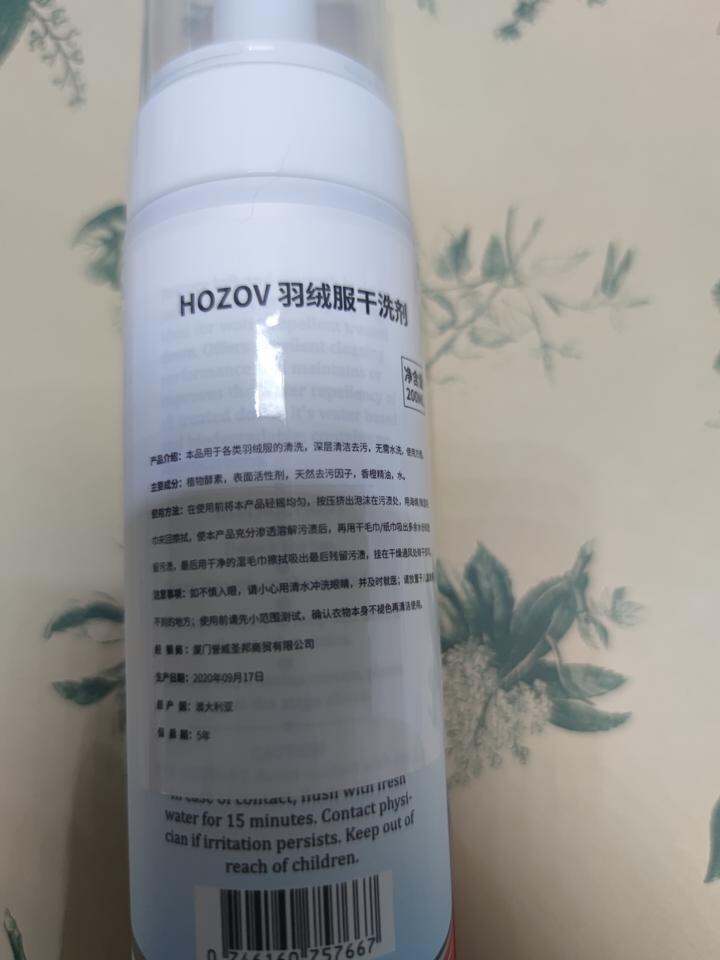 HOZOV 羽绒服干洗剂
净含量
200ML
产品介绍：本品用于各类羽绒服的清洗，深层清洁去污，无需水洗，使用方便。
主要成分：植物酵素，表面活性剂，天然去污因子，香橙精油，水。
使用方法：在使用前将本产品轻摇均匀，按压挤出泡沫在污渍处，用
巾来回擦拭，使本产品充分渗透溶解污渍后，再用干毛巾/纸巾吸出多余
留污渍，最后用干净的湿毛巾擦拭吸出最后残留污渍，挂在干燥通风处
注意事项：如不慎入眼，请小心用清水冲洗眼睛，并及时就医；请放置于儿童
不到的地方；使用前请先小范围测试，确认衣物本身不褪色再清洁使用。
经 销 商：厦门誉威圣邦商贸有限公司
生产日期：2020年09月17日
原 产 国：澳大利亚
保 质 期：5年
in case of contact, flush with fresh
water for 15 minutes. Contact physi-
cian if irritation persists. Keep out of
reach of children.
0 766160 757667